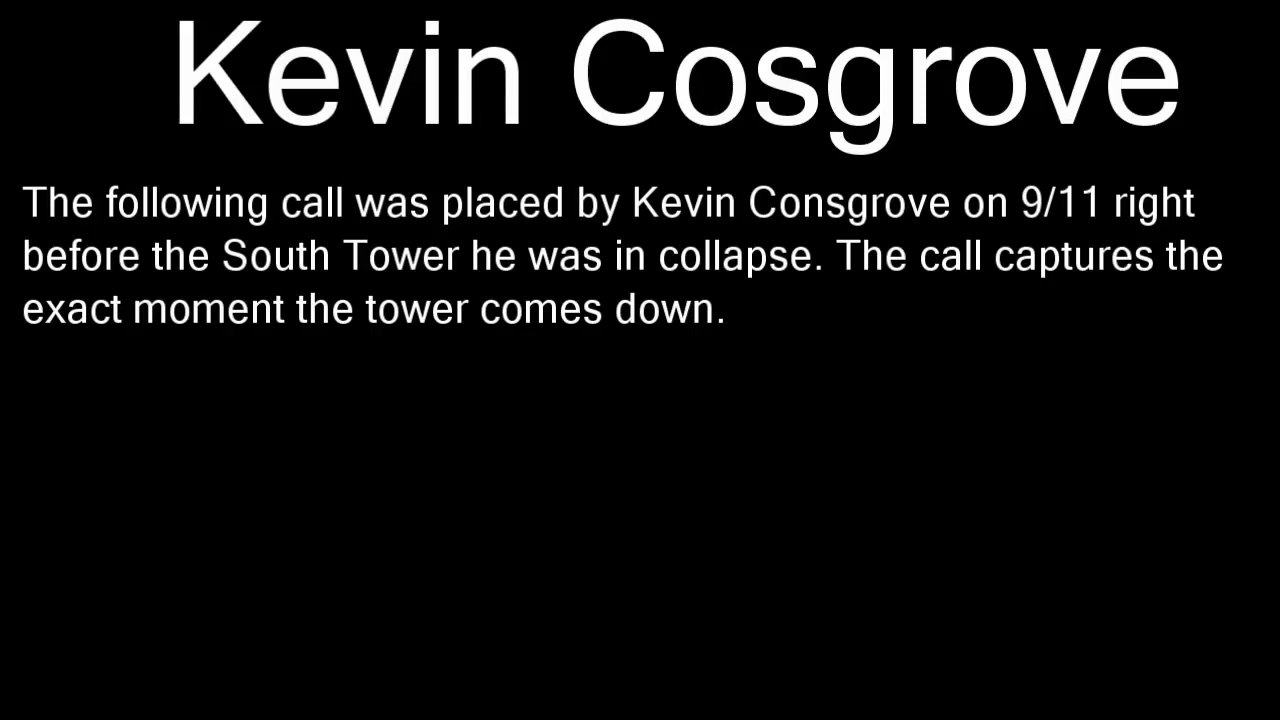 Kevin Cosgrove
The following call was placed by Kevin Consgrove on 9/11 right
before the South Tower he was in collapse. The call captures the
exact moment the tower comes down.